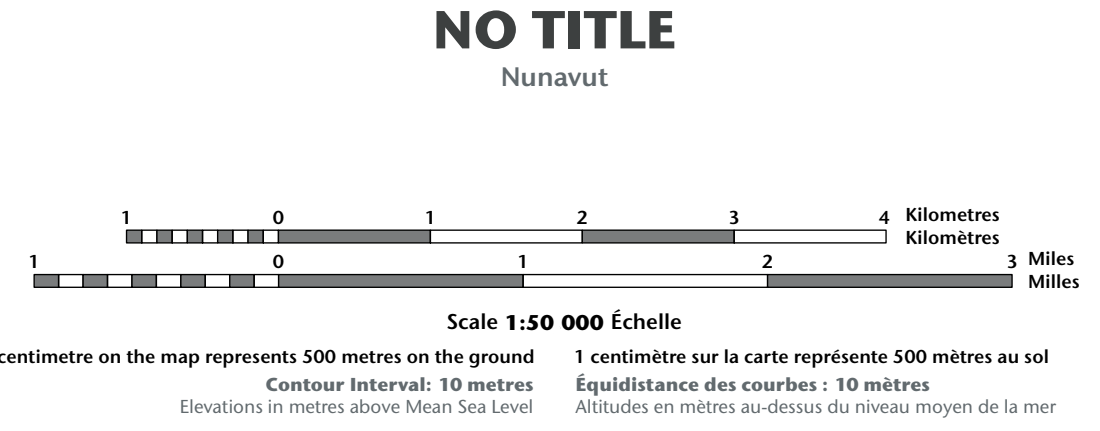 NO TITLE
Nunavut
1 0 1 2 3 4 Kilometres
Kilomètres
1 0 1 2 3 Miles
Milles
Scale 1:50 000 Échelle
centimetre on the map represents 500 metres on the ground 1 centimètre sur la carte représente 500 mètres au sol
Contour Interval: 10 metres Équidistance des courbes : 10 mètres
Elevations in metres above Mean Sea Level Altitudes en mètres au-dessus du niveau moyen de la mer